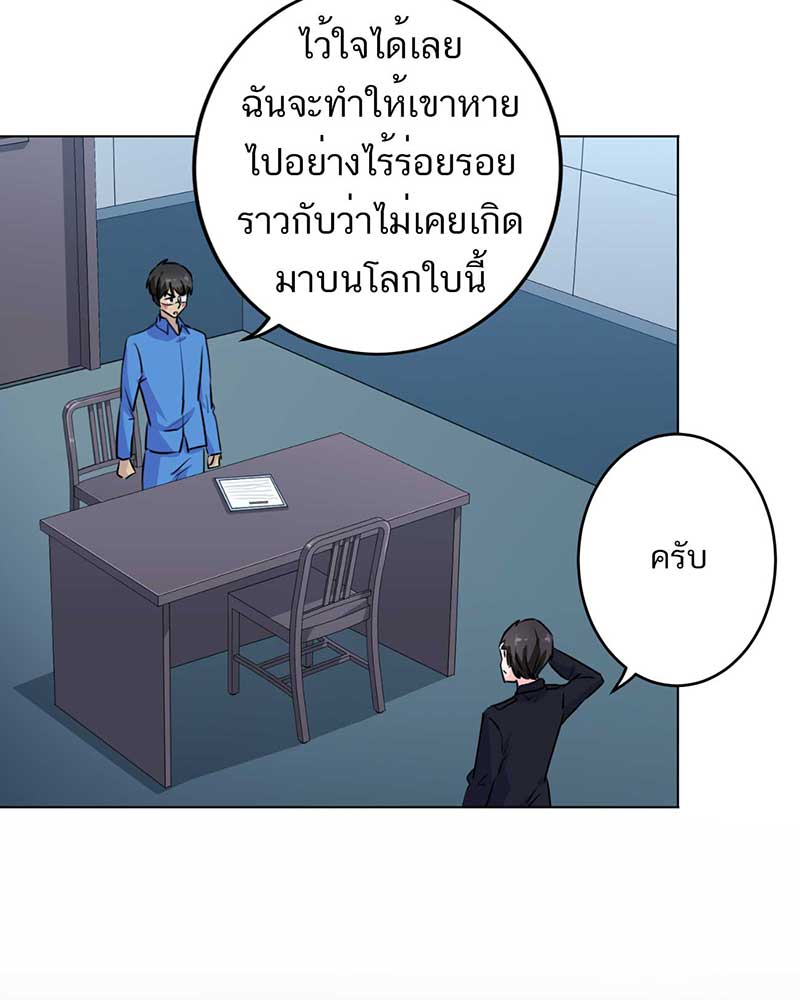 ไว้ใจได้เลย
ฉันจะทำให้เขาหาย
ไปอย่างไร้ร่อยรอย
ราวกับว่าไม่เคยเกิด
มาบนโลกใบนี้
ครับ